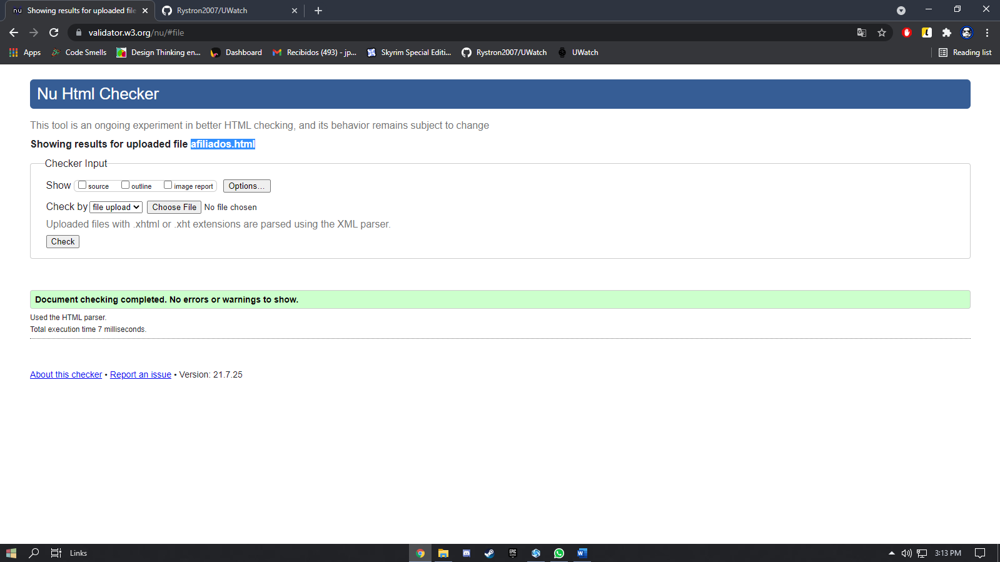 nu Showing results for uploaded file
Rystron2007/UWatch
validator.w3.org/nu/#file
Apps
Code Smells
Design Thinking en...
Dashboard
Recibidos (493) - jp...
Skyrim Special Editi...
Rystron2007/UWatch
UWatch
Reading list
Nu Html Checker
This tool is an ongoing experiment in better HTML checking, and its behavior remains subject to change
Showing results for uploaded file afiliados.html
Checker Input
Show source outline image report Options...
Check by file upload Choose File No file chosen
Uploaded files with .xhtml or .xht extensions are parsed using the XML parser.
Check
Document checking completed. No errors or warnings to show.
Used the HTML parser.
Total execution time 7 milliseconds.
About this checker • Report an issue • Version: 21.7.25
Links
EPIC
W
3:13 PM